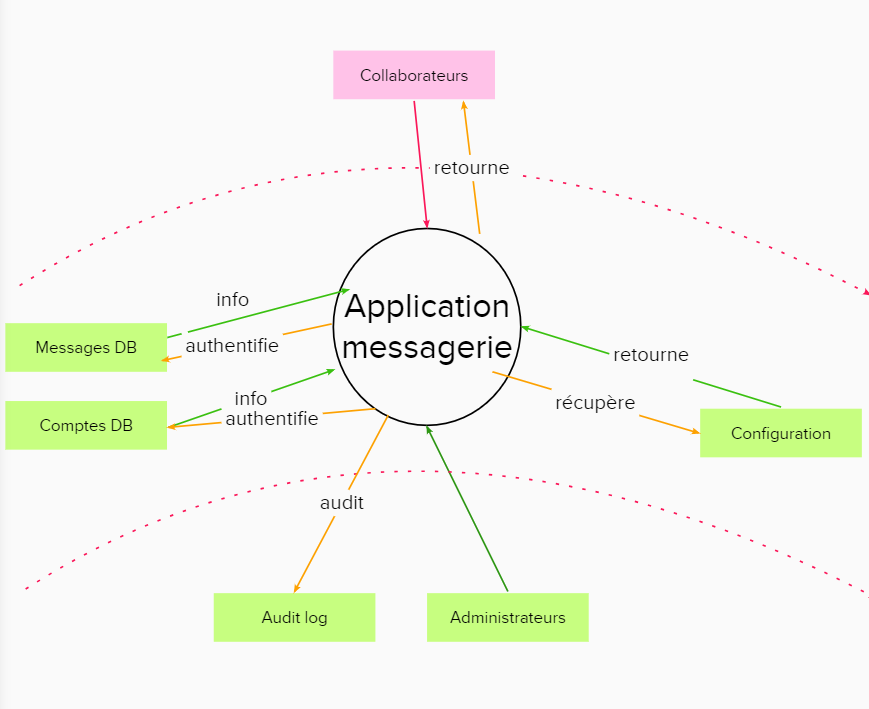 Collaborateurs
retourne
Application
messagerie
info
authentifie
Messages DB
info
authentifie
Comptes DB
retourne
récupère
Configuration
audit
Audit log
Administrateurs